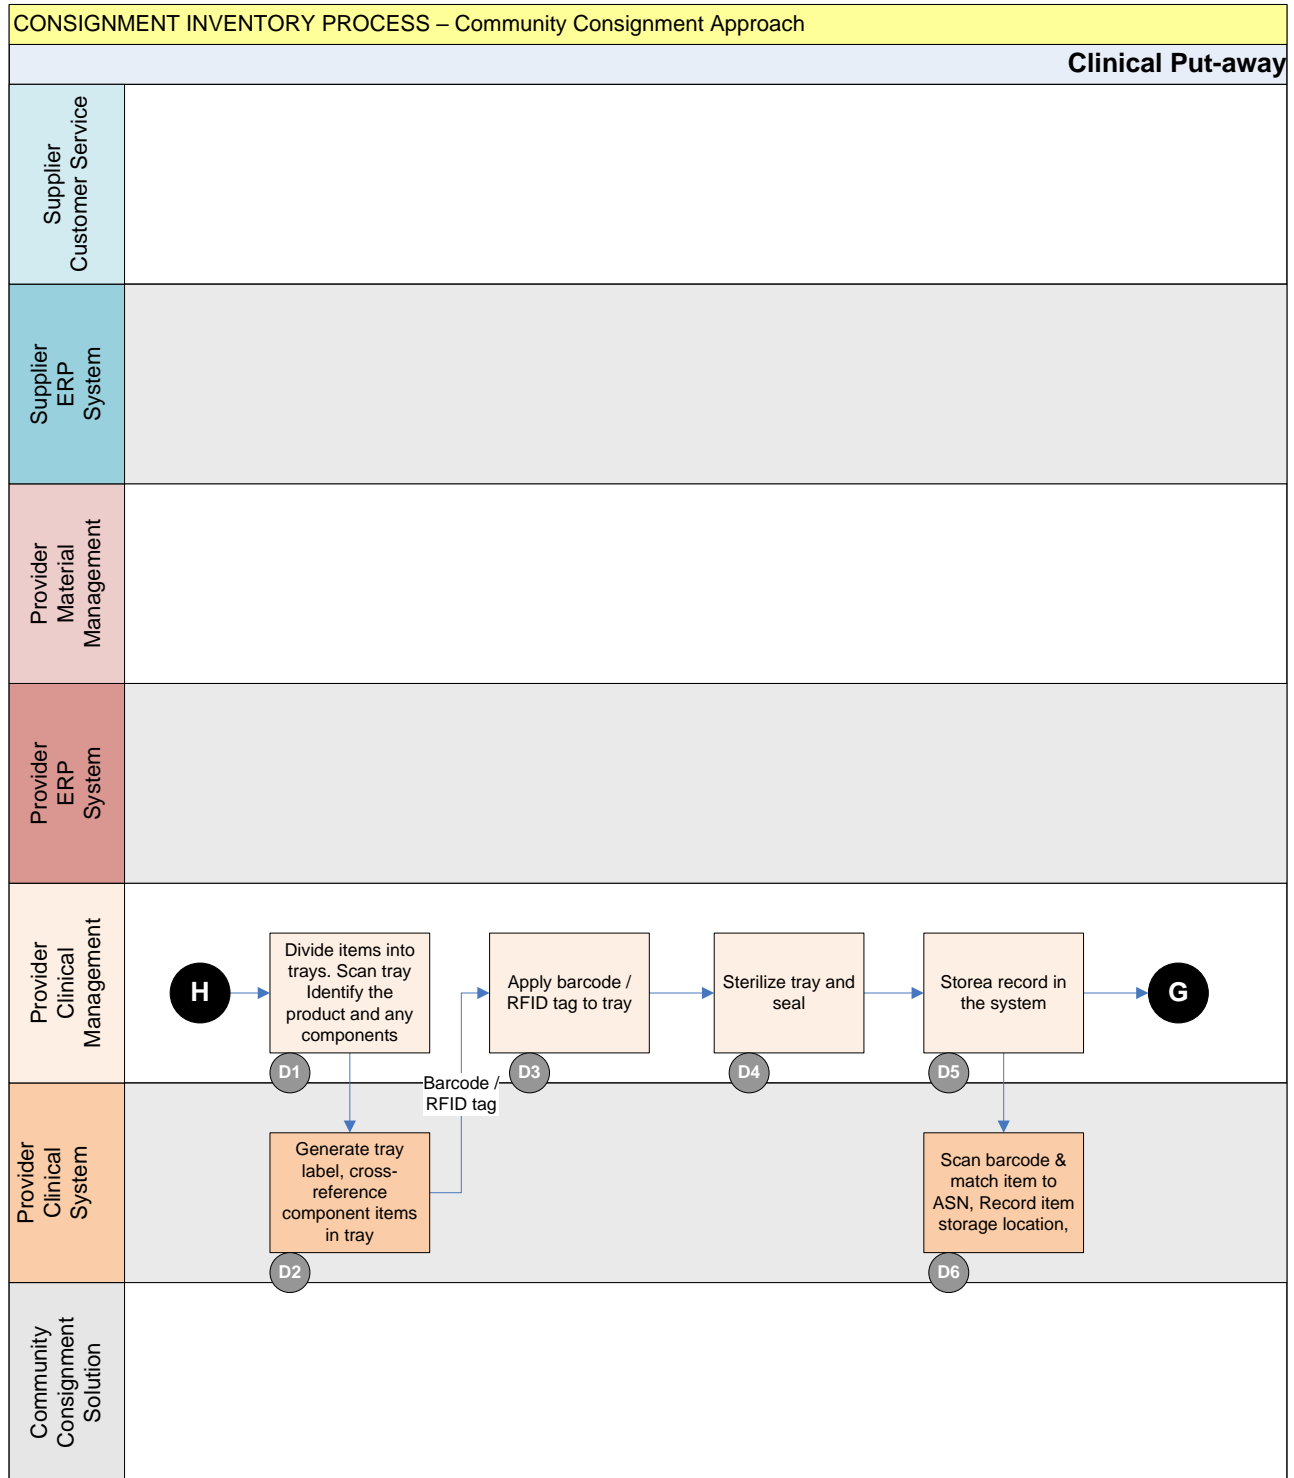 CONSIGNMENT INVENTORY PROCESS – Community Consignment Approach
Clinical Put-away
Supplier
Customer Service
Supplier
ERP
System
Provider
Material
Management
Provider
ERP
System
Provider
Clinical
Management
H
Divide items into
trays. Scan tray
Identify the
product and any
components
D1
Apply barcode /
RFID tag to tray
D3
Sterilize tray and
seal
D4
Storea record in
the system
D5
G
Barcode /
RFID tag
Provider
Clinical
System
Generate tray
label, cross-
reference
component items
in tray
D2
Scan barcode &
match item to
ASN, Record item
storage location,
D6
Community
Consignment
Solution